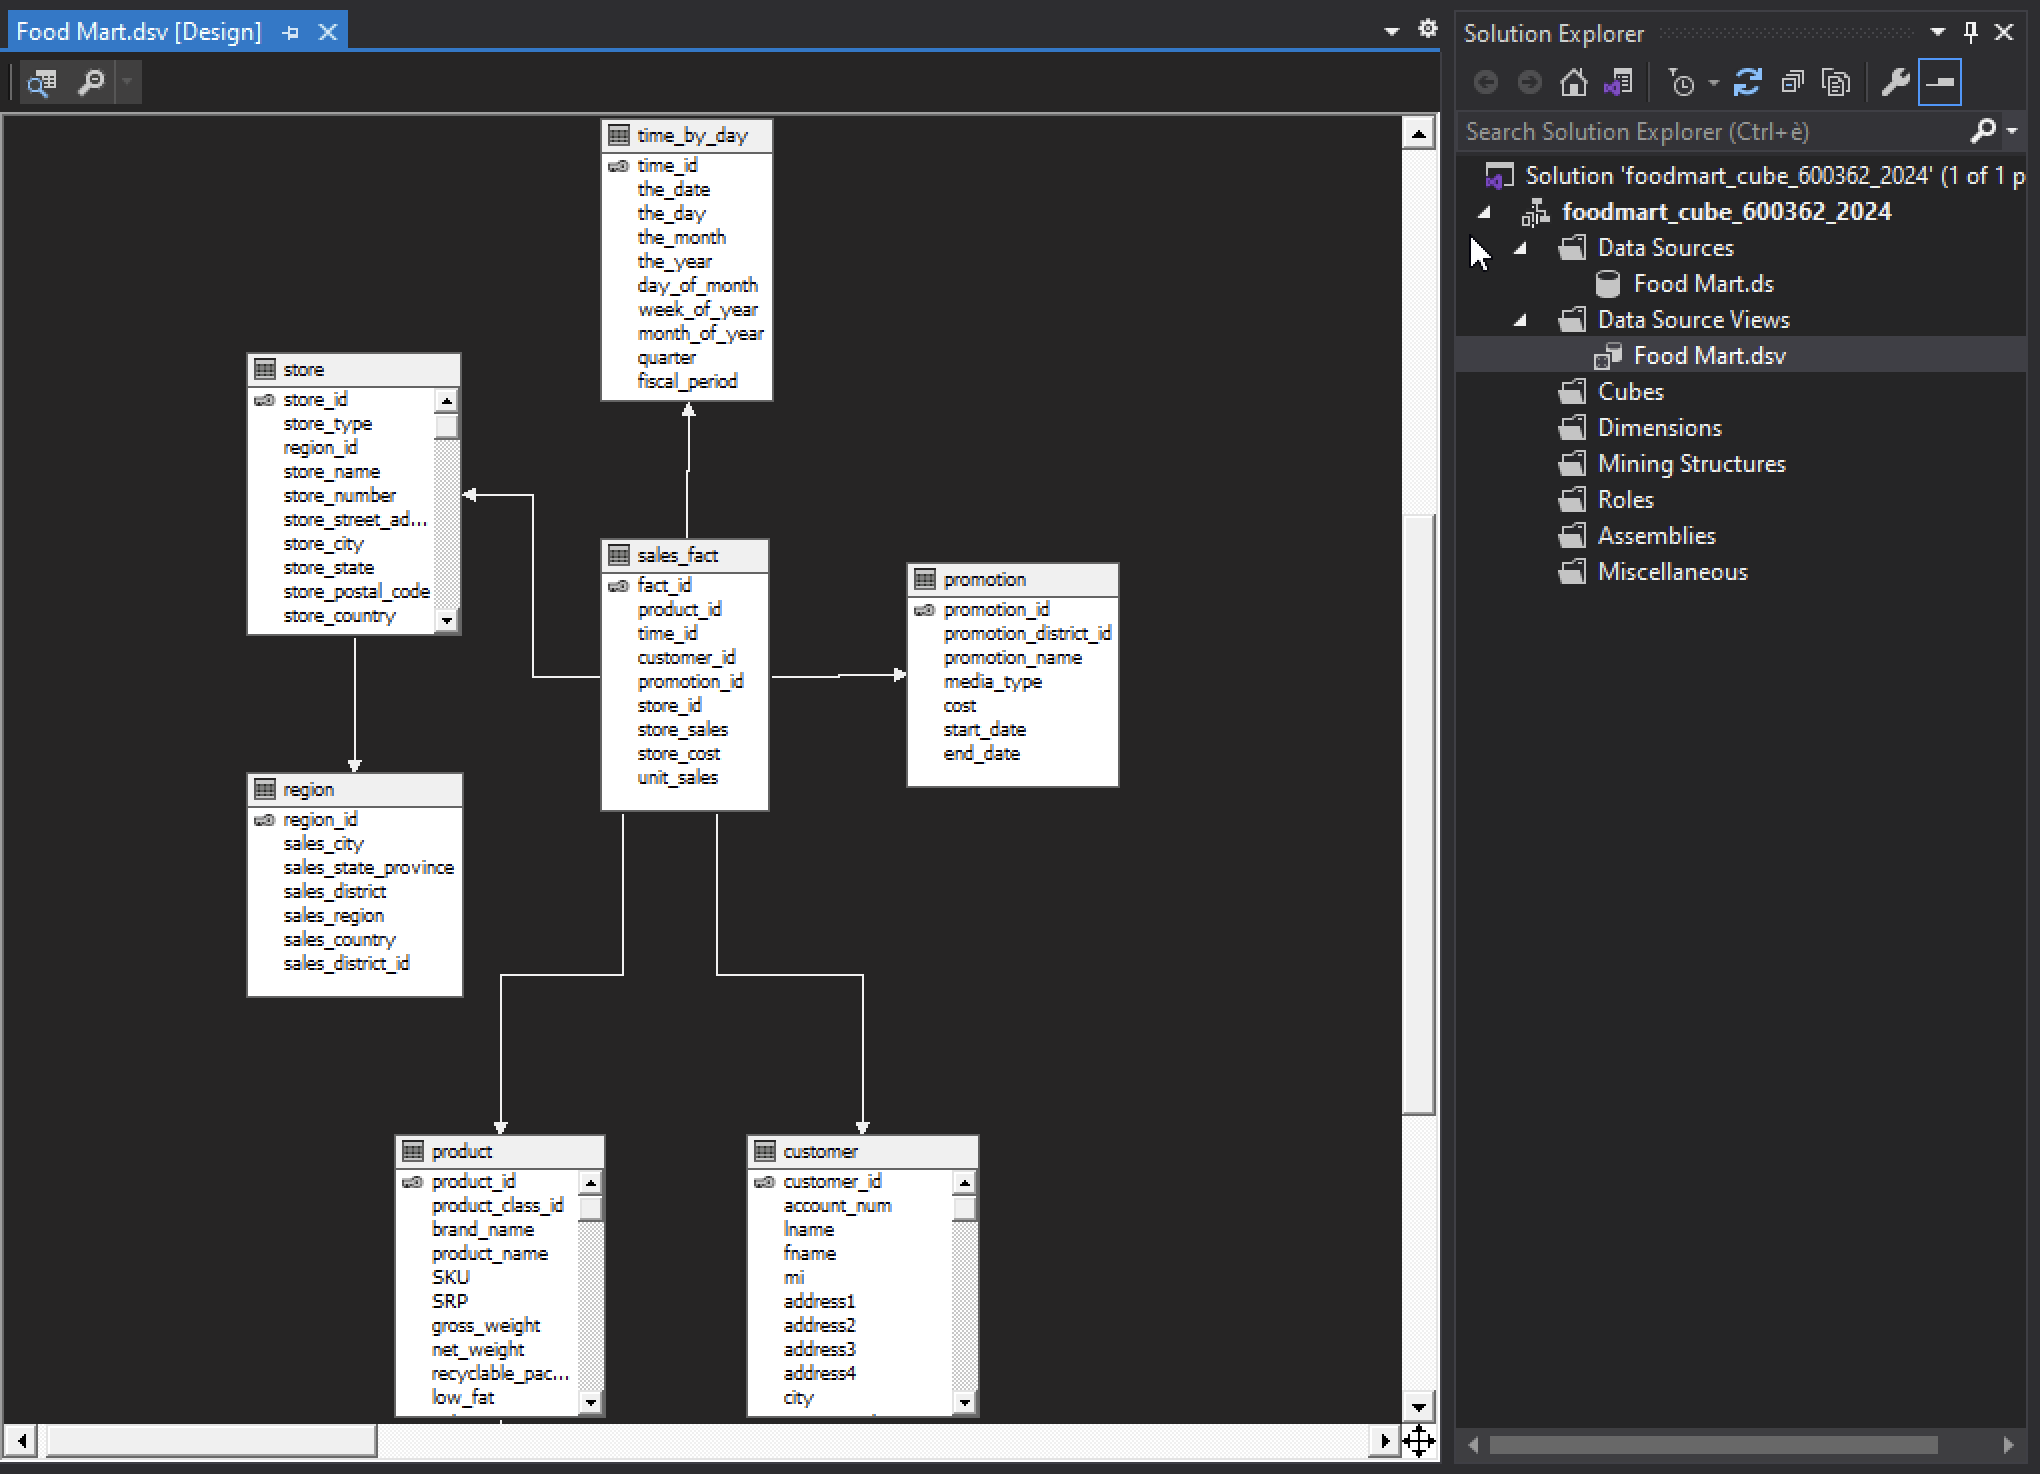 Food Mart.dsv [Design]
time_by_day
time_id
the_date
the_day
the_month
the_year
day_of_month
week_of_year
month_of_year
quarter
fiscal_period
store
store_id
store_type
region_id
store_name
store_number
store_street_ad...
store_city
store_state
store_postal_code
store_country
sales_fact
fact_id
product_id
time_id
customer_id
promotion_id
store_id
store_sales
store_cost
unit_sales
promotion
promotion_id
promotion_district_id
promotion_name
media_type
cost
start_date
end_date
region
region_id
sales_city
sales_state_province
sales_district
sales_region
sales_country
sales_district_id
product
product_id
product_class_id
brand_name
product_name
SKU
SRP
gross_weight
net_weight
recyclable_pac...
low_fat
customer
customer_id
account_num
lname
fname
mi
address1
address2
address3
address4
city
Solution Explorer
Search Solution Explorer (Ctrl+è)
Solution 'foodmart_cube_600362_2024' (1 of 1 p
foodmart_cube_600362_2024
Data Sources
Food Mart.ds
Data Source Views
Food Mart.dsv
Cubes
Dimensions
Mining Structures
Roles
Assemblies
Miscellaneous